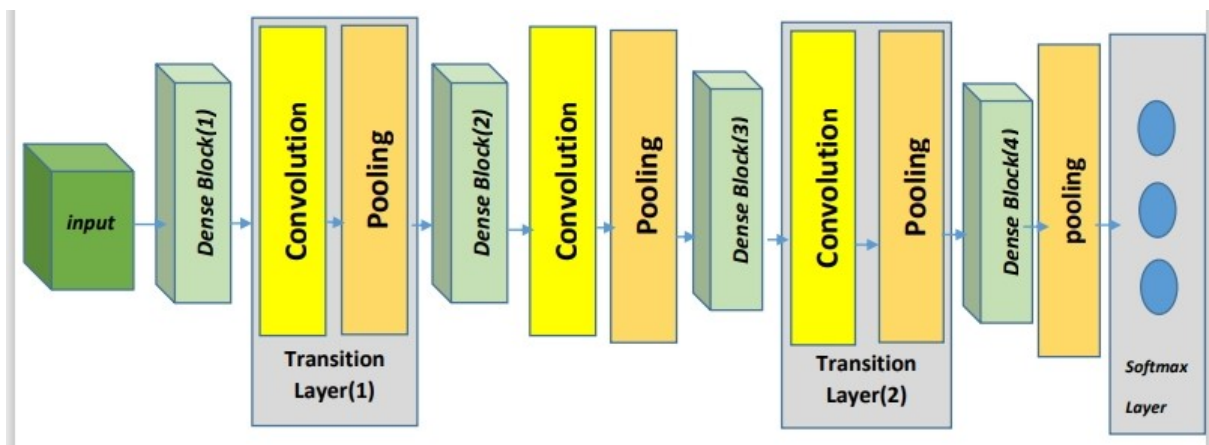 input
Dense Block(1)
Convolution
Pooling
Transition
Layer(1)
Dense Block(2)
Convolution
Pooling
Dense Block(3)
Convolution
Pooling
Transition
Layer(2)
Dense Block(4)
pooling
Softmax
Layer